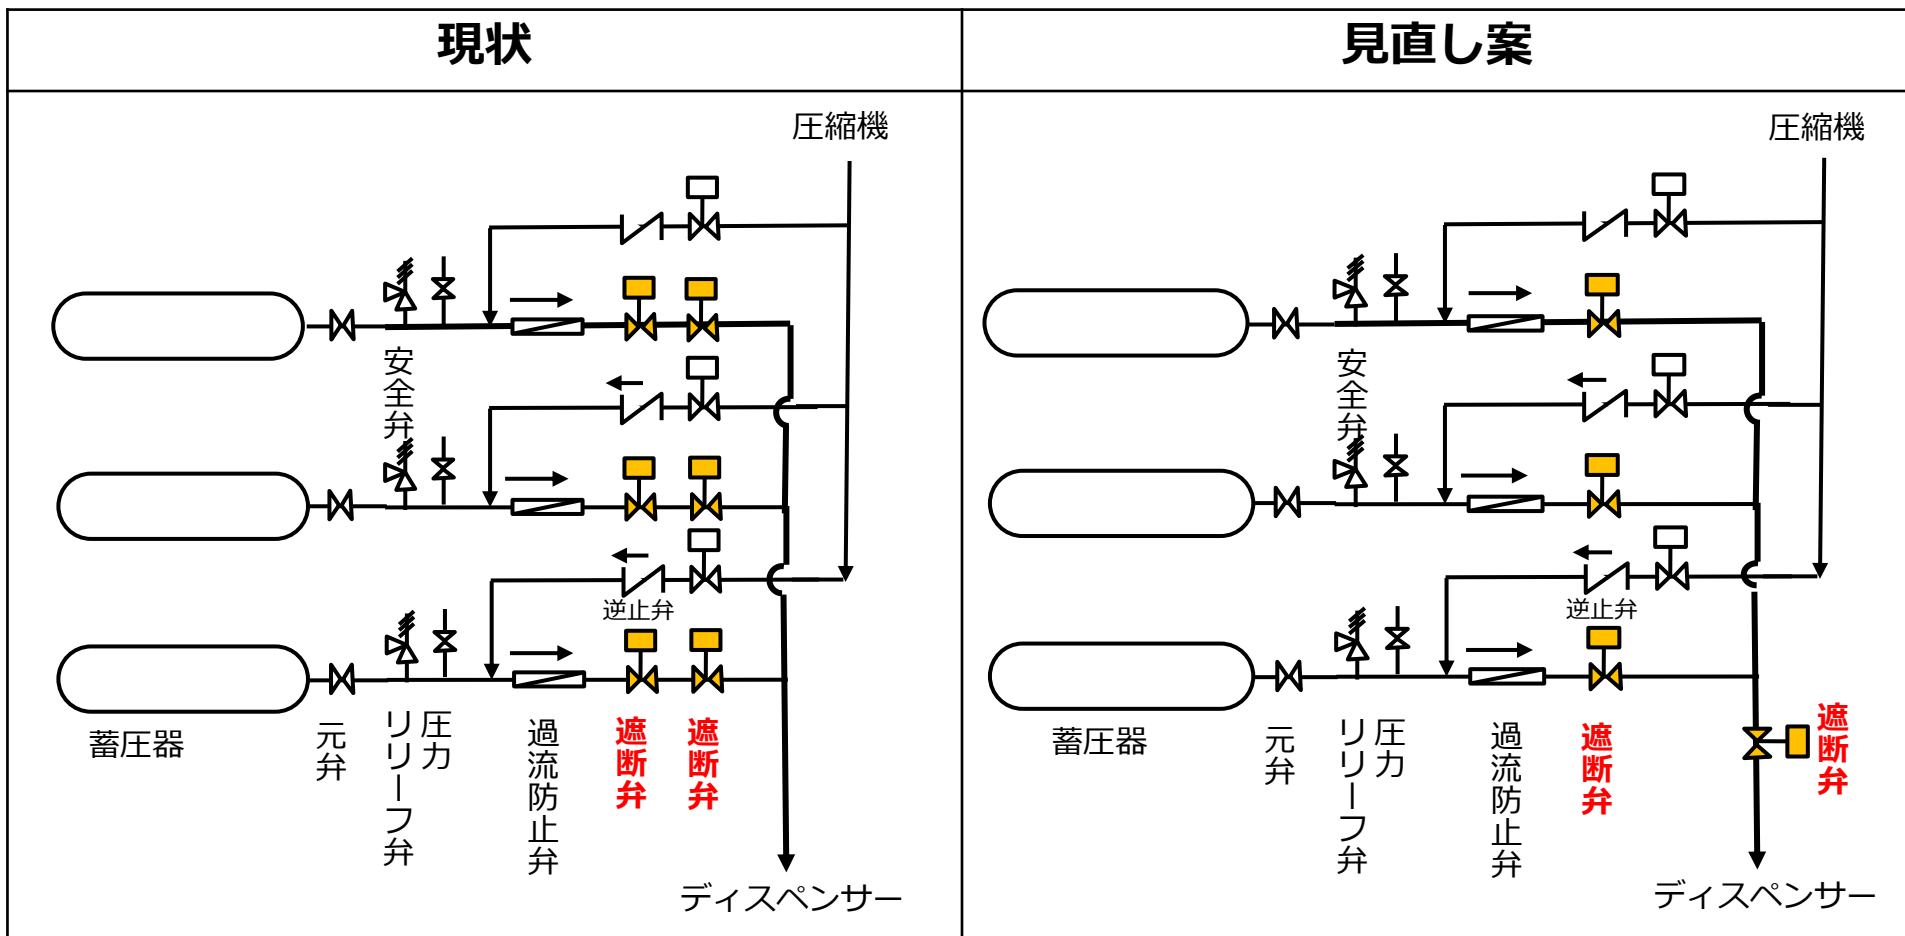 現状
見直し案
圧縮機
安全弁
逆止弁
蓄圧器
元弁
圧力
リリーフ弁
過流防止弁
遮断弁
遮断弁
ディスペンサー
圧縮機
安全弁
逆止弁
蓄圧器
元弁
圧力
リリーフ弁
過流防止弁
遮断弁
遮断弁
ディスペンサー